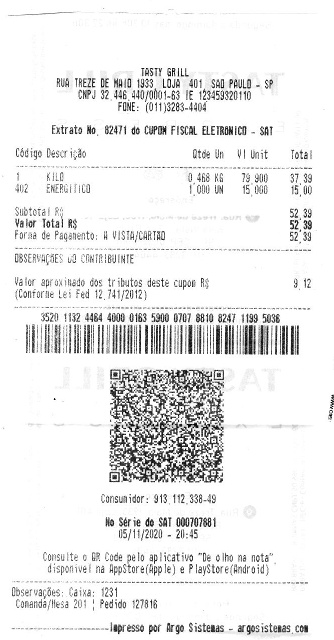 TASTY GRILL
RUA TREZE DE MAIO 1933 LOJA 401 SAO PAULO - SP
CNPJ 32.446.440/0001-63 IE 123459320110
FONE: (011)3283-4404
Extrato No. 82471 do CUPOM FISCAL ELETRONICO - SAT
Código Descrição Qtde Un Vl Unit Total
1 KILO 0,468 KG 79,900 37,39
402 ENERGITICO 1,000 UN 15,000 15,00
Subtotal R$ 52,39
Valor Total R$ 52,39
Forma de Pagamento: A VISTA/CARTAO 52,39
OBSERVAÇOES DO CONTRIBUINTE
Valor aproximado dos tributos deste cupom R$ 9,12
(Conforme Lei Fed 12.741/2012)
3520 1132 4464 4000 0163 5900 0707 8810 8247 1199 5036
Consumidor: 913.112.338-49
No Série do SAT 000707881
05/11/2020 - 20:45
Consulte o QR Code pelo aplicativo "De olho na nota"
disponivel na AppStore(Apple) e PlayStore(Android)
Observações: Caixa: 1231
Comanda/Mesa 201 | Pedido 127816
Impresso por Argo Sistemas - argosistemas.com